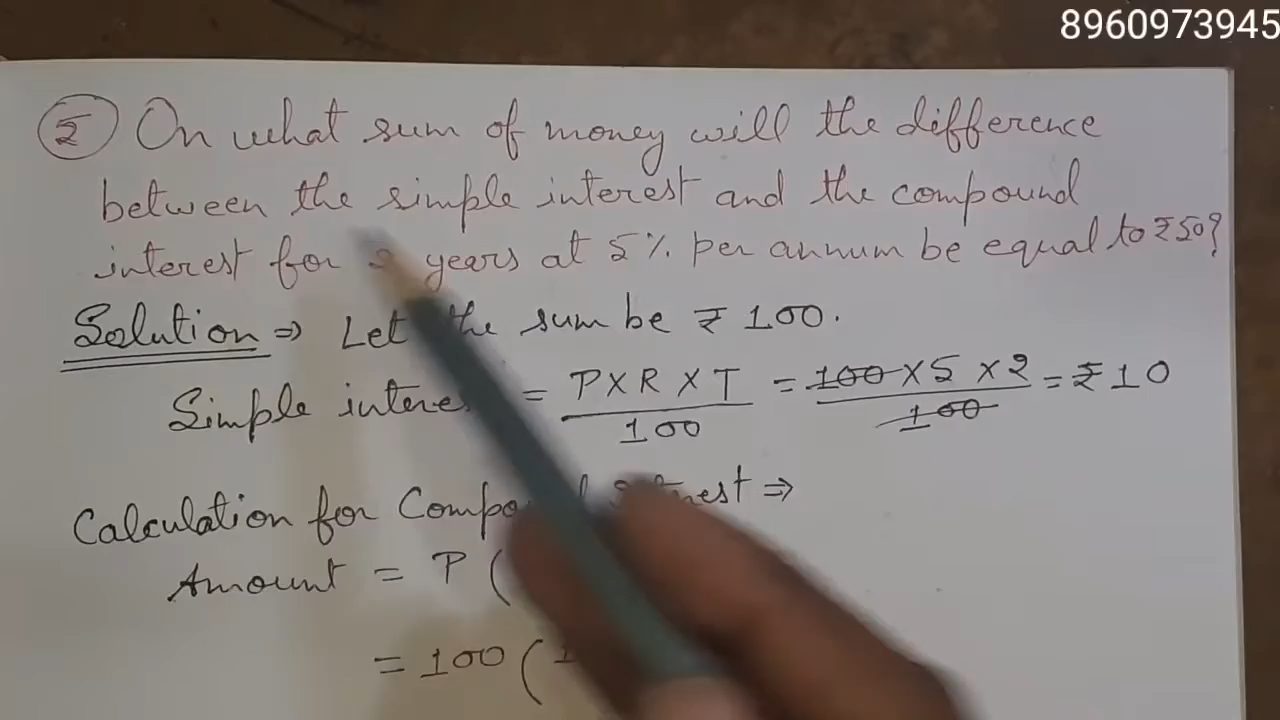 8960973945
2 On what sum of money will the difference
between the simple interest and the compound
interest for 2 years at 5% per annum be equal to ₹50?
Solution ⇒ Let the sum be ₹ 100.
Simple = P X R X T / 100 = 100 X 5 X 2 / 100 = ₹10
Calculation for ⇒
Amount = P (
= 100 (